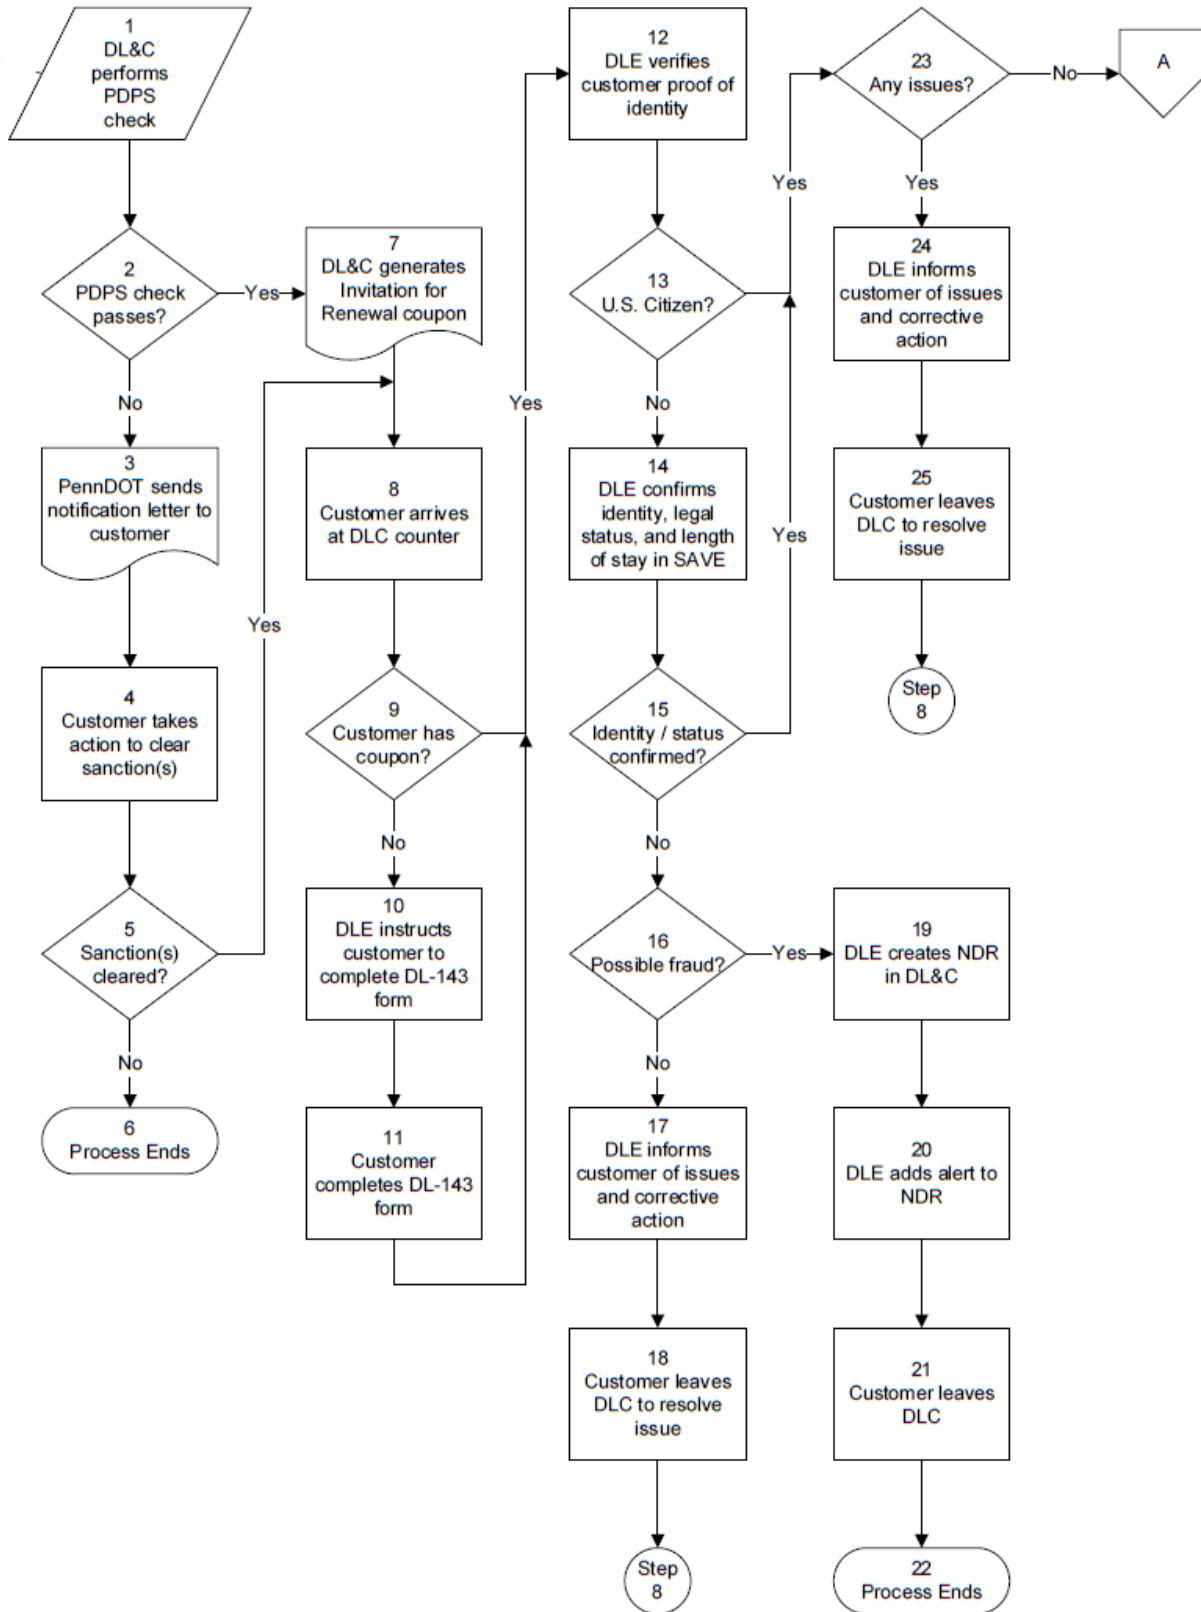 1
DL&C
performs
PDPS
check
2
PDPS check
passes?
Yes
No
3
PennDOT sends
notification letter to
customer
4
Customer takes
action to clear
sanction(s)
5
Sanction(s)
cleared?
Yes
No
6
Process Ends
7
DL&C generates
Invitation for
Renewal coupon
8
Customer arrives
at DLC counter
9
Customer has
coupon?
Yes
No
10
DLE instructs
customer to
complete DL-143
form
11
Customer
completes DL-143
form
12
DLE verifies
customer proof of
identity
13
U.S. Citizen?
Yes
No
14
DLE confirms
identity, legal
status, and length
of stay in SAVE
15
Identity / status
confirmed?
Yes
No
16
Possible fraud?
Yes
No
17
DLE informs
customer of issues
and corrective
action
18
Customer leaves
DLC to resolve
issue
Step
8
19
DLE creates NDR
in DL&C
20
DLE adds alert to
NDR
21
Customer leaves
DLC
22
Process Ends
23
Any issues?
No
A
Yes
24
DLE informs
customer of issues
and corrective
action
25
Customer leaves
DLC to resolve
issue
Step
8